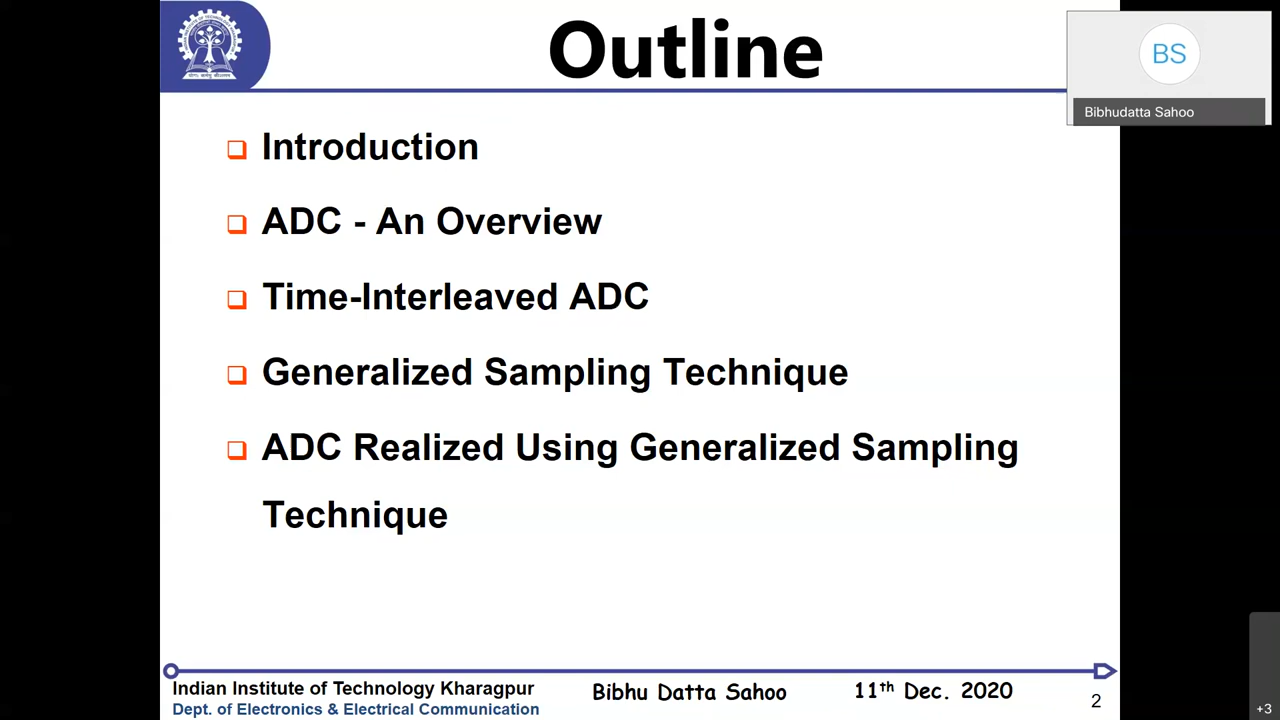 Outline
BS
Bibhudatta Sahoo
Introduction
ADC - An Overview
Time-Interleaved ADC
Generalized Sampling Technique
ADC Realized Using Generalized Sampling
Technique
Indian Institute of Technology Kharagpur
Dept. of Electronics & Electrical Communication
Bibhu Datta Sahoo
11th Dec. 2020
2
+3